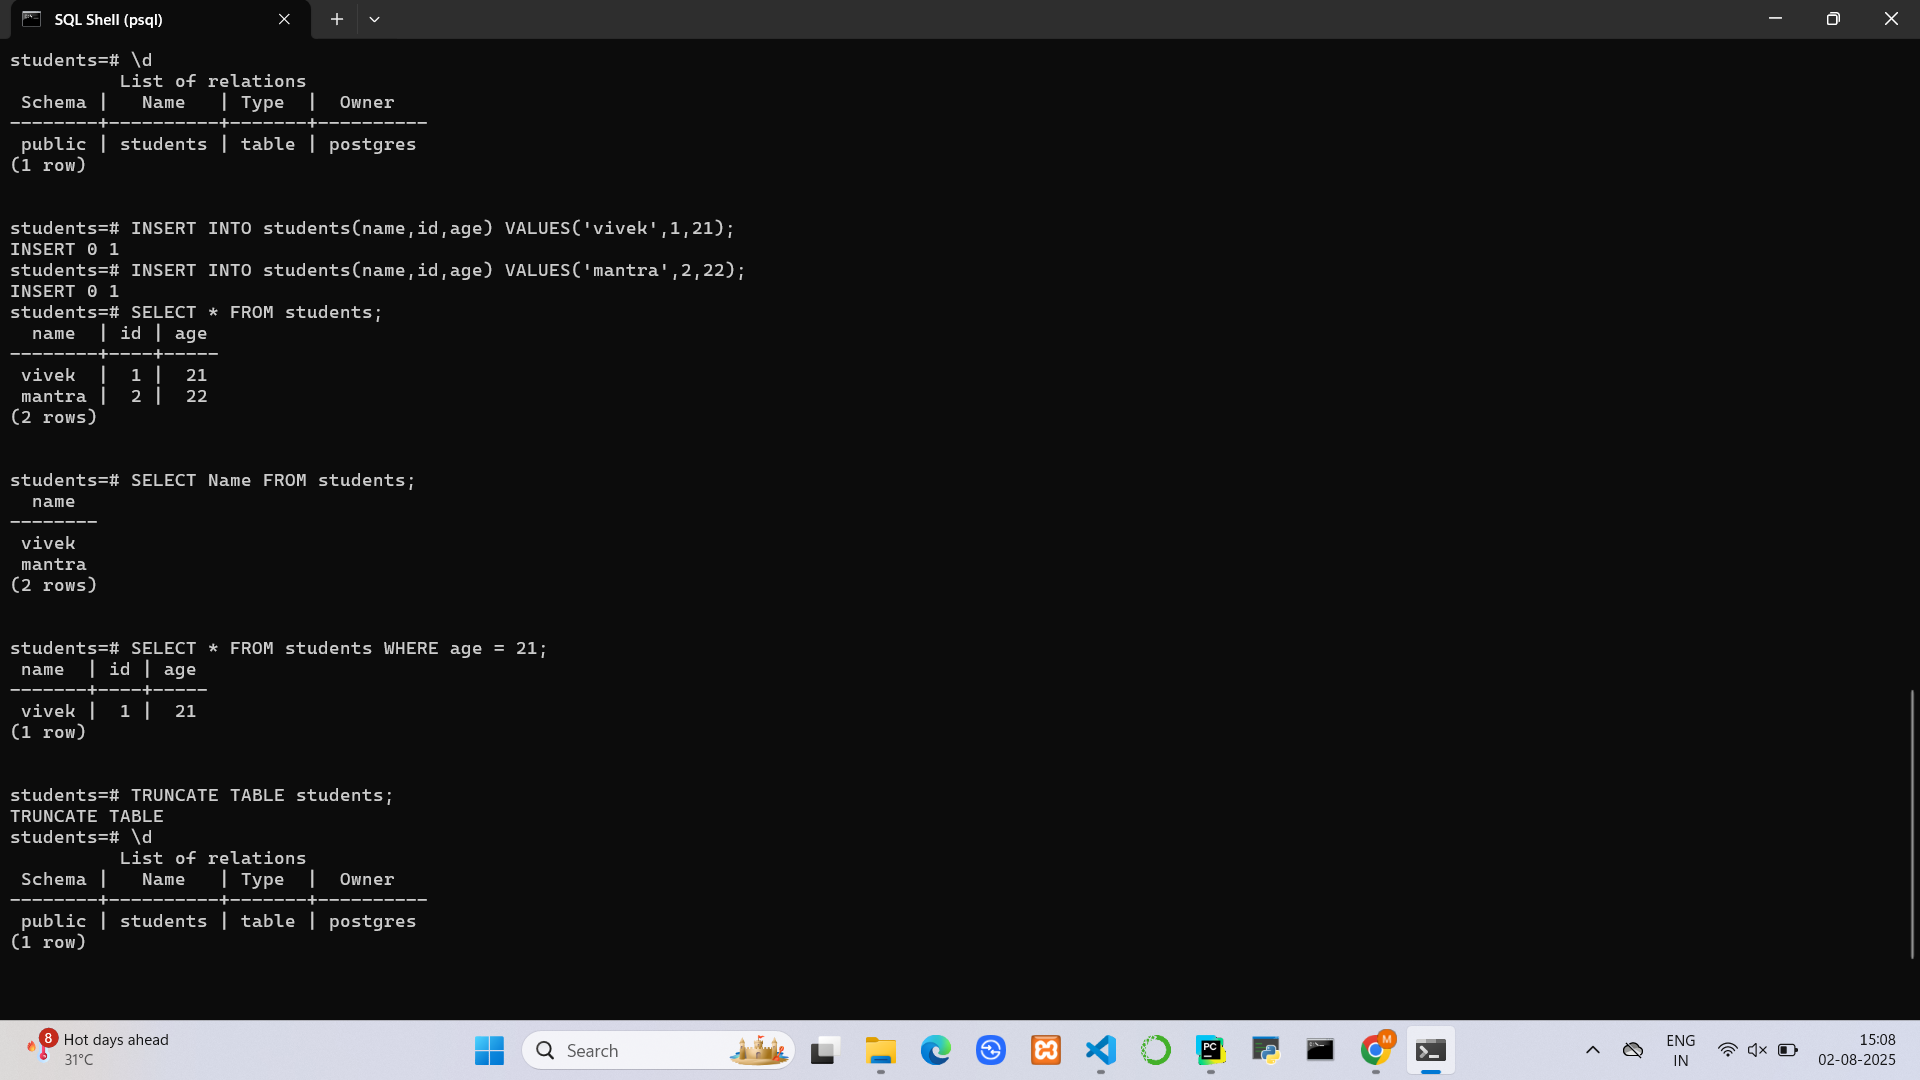 SQL Shell (psql)
students=# \d
          List of relations
 Schema |   Name   | Type  |  Owner
--------+----------+-------+----------
 public | students | table | postgres
(1 row)
students=# INSERT INTO students(name,id,age) VALUES('vivek',1,21);
INSERT 0 1
students=# INSERT INTO students(name,id,age) VALUES('mantra',2,22);
INSERT 0 1
students=# SELECT * FROM students;
  name  | id | age
--------+----+-----
 vivek  |  1 |  21
 mantra |  2 |  22
(2 rows)
students=# SELECT Name FROM students;
  name
--------
 vivek
 mantra
(2 rows)
students=# SELECT * FROM students WHERE age = 21;
 name  | id | age
-------+----+-----
 vivek |  1 |  21
(1 row)
students=# TRUNCATE TABLE students;
TRUNCATE TABLE
students=# \d
          List of relations
 Schema |   Name   | Type  |  Owner
--------+----------+-------+----------
 public | students | table | postgres
(1 row)
8
Hot days ahead
31°C
Search
PC
M
ENG
IN
15:08
02-08-2025